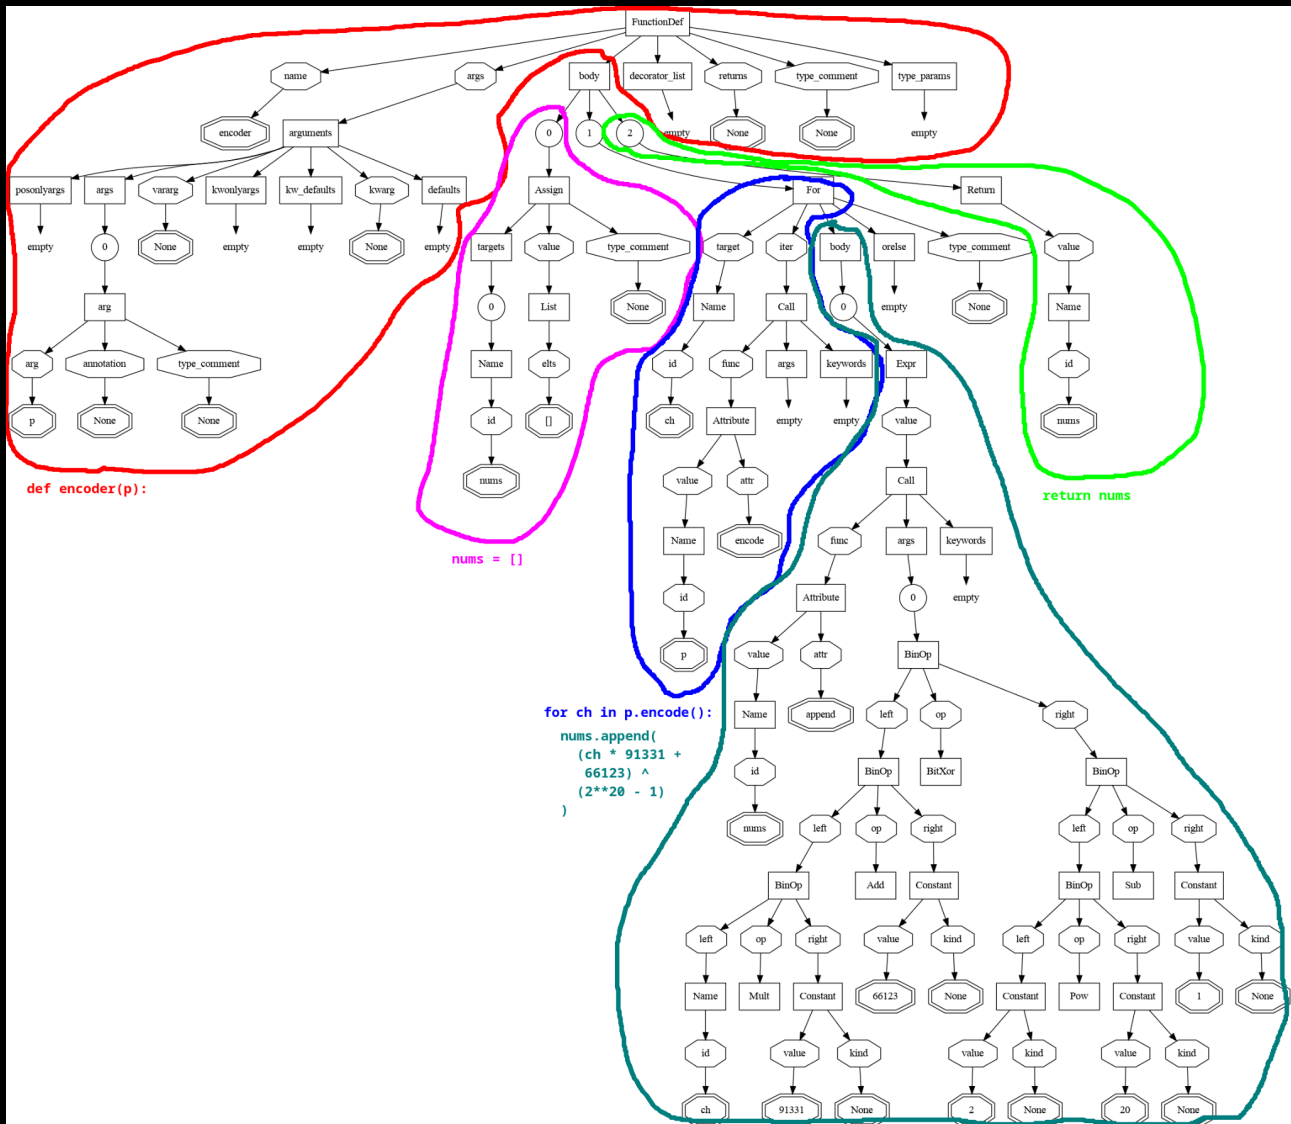 FunctionDef
name args body decorator_list returns type_comment type_params
encoder arguments 0 1 2 empty None None empty
posonlyargs args vararg kwonlyargs kw_defaults kwarg defaults Assign For Return
empty 0 None empty empty None empty targets value type_comment target iter body orelse type_comment value
arg 0 List None Name Call 0 empty None Name
arg annotation type_comment Name elts id func args keywords Expr id
p None None id [] ch Attribute empty empty value nums
nums value attr Call
def encoder(p):
return nums
Name encode func args keywords
nums = []
id Attribute 0 empty
p value attr BinOp
for ch in p.encode():
Name append left op right
nums.append(
(ch * 91331 +
66123) ^
(2**20 - 1)
)
id BinOp BitXor BinOp
nums left op right left op right
BinOp Add Constant BinOp Sub Constant
left op right value kind left op right value kind
Name Mult Constant 66123 None Constant Pow Constant 1 None
id value kind value kind value kind
ch 91331 None 2 None 20 None